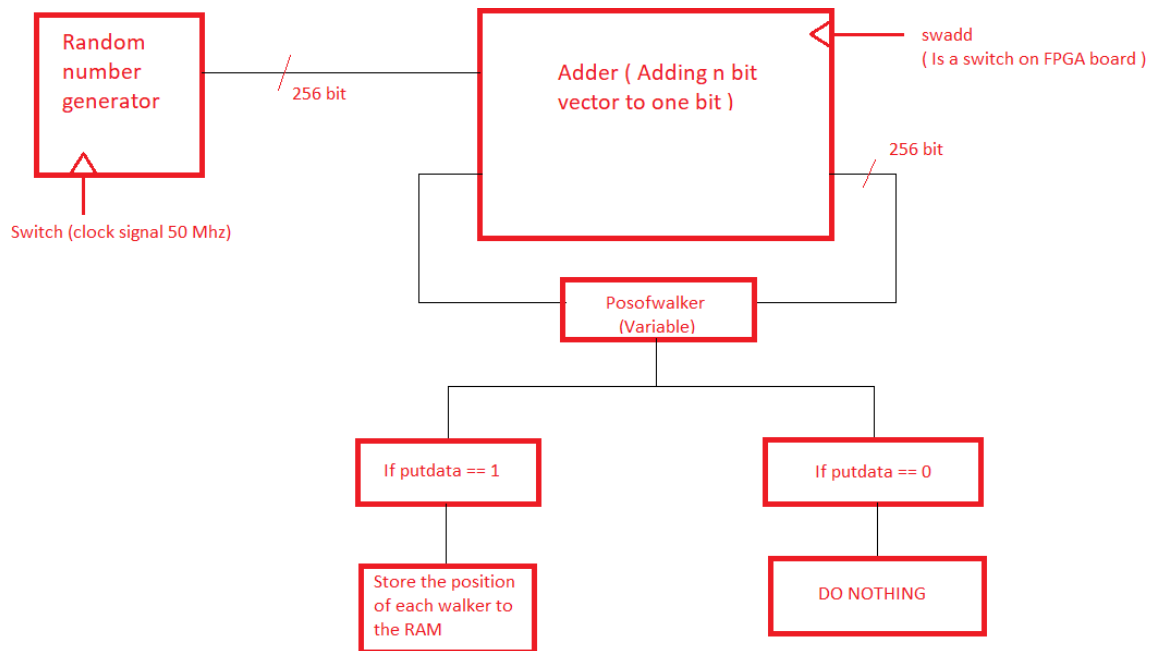 Random
number
generator
256 bit
Switch (clock signal 50 Mhz)
Adder ( Adding n bit
vector to one bit )
swadd
( Is a switch on FPGA board )
256 bit
Posofwalker
(Variable)
If putdata == 1
If putdata == 0
Store the position
of each walker to
the RAM
DO NOTHING